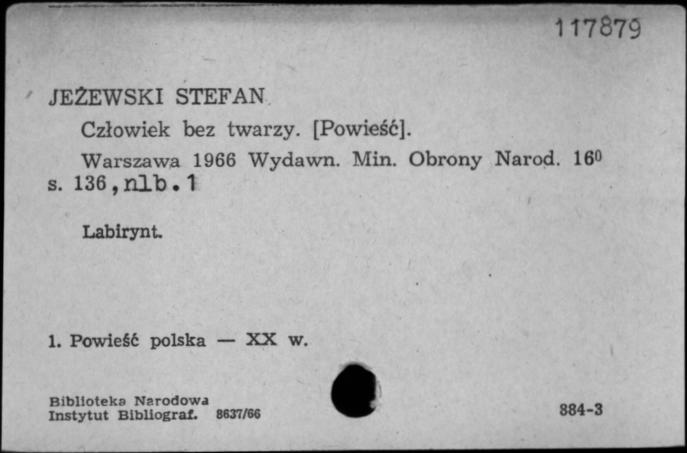 117879
JEŻEWSKI STEFAN
Człowiek bez twarzy. [Powieść].
Warszawa 1966 Wydawn. Min. Obrony Narod. 16⁰
s. 136, nlb. 1
Labirynt.
1. Powieść polska — XX w.
Biblioteka Narodowa
Instytut Bibliograf. 8637/66
884-3